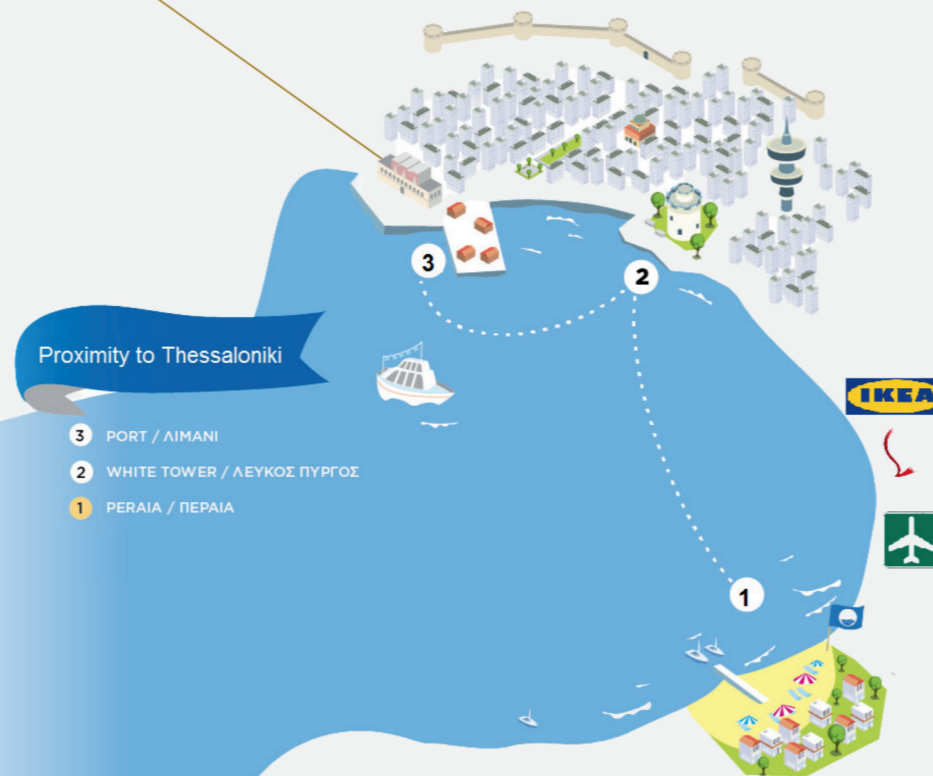 3
2
Proximity to Thessaloniki
IKEA
3 PORT / ΛΙΜΑΝΙ
2 WHITE TOWER / ΛΕΥΚΟΣ ΠΥΡΓΟΣ
1 PERAIA / ΠΕΡΑΙΑ
1